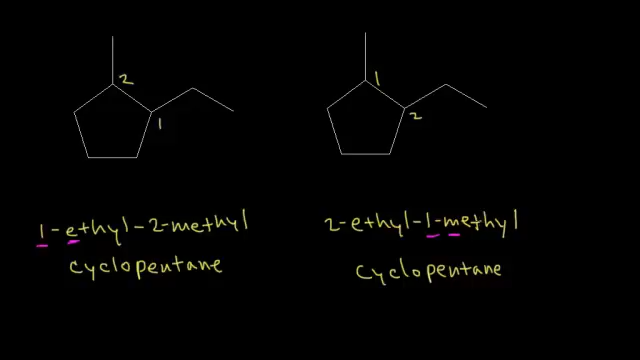 2
1
1
2
1-ethyl-2-methyl
cyclopentane
2-ethyl-1-methyl
cyclopentane